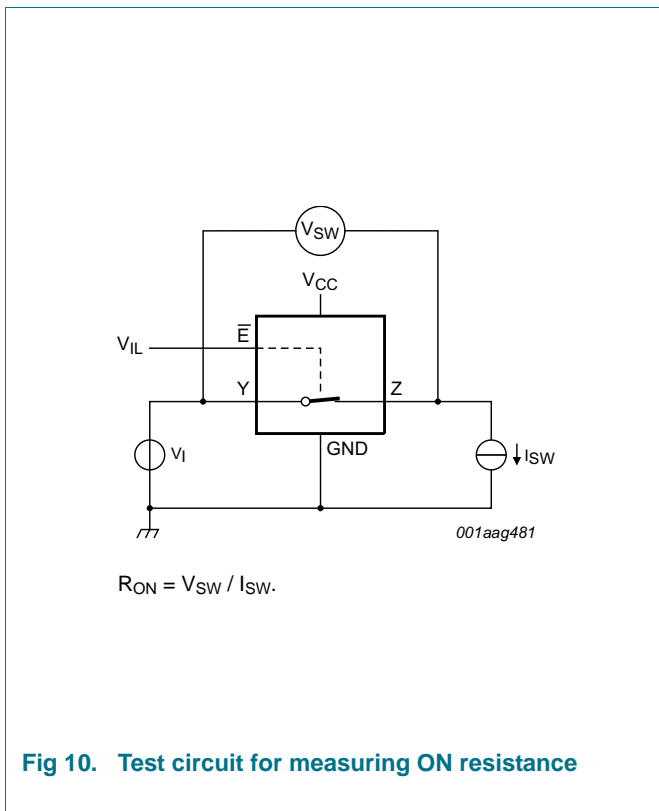 VSW
VCC
E̅
VIL
Y
Z
GND
VI
ISW
001aag481
RON = VSW / ISW.
Fig 10. Test circuit for measuring ON resistance